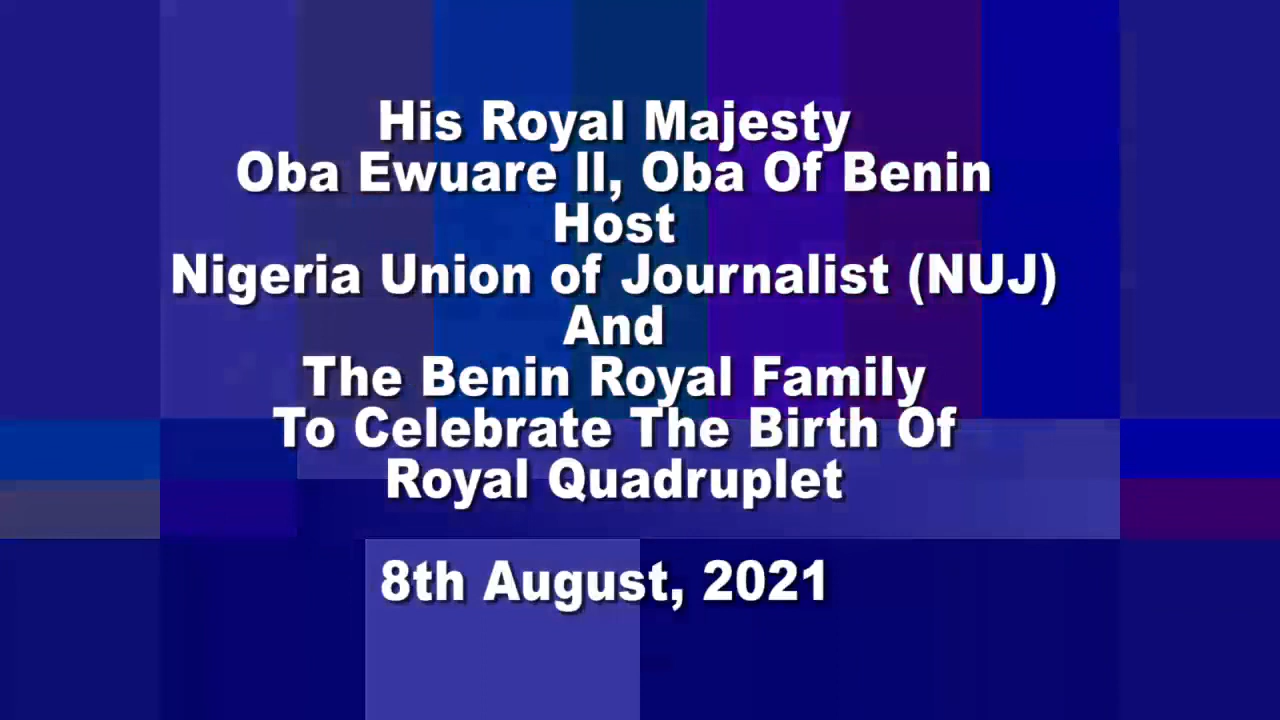 His Royal Majesty
Oba Ewuare II, Oba Of Benin
Host
Nigeria Union of Journalist (NUJ)
And
The Benin Royal Family
To Celebrate The Birth Of
Royal Quadruplet
8th August, 2021